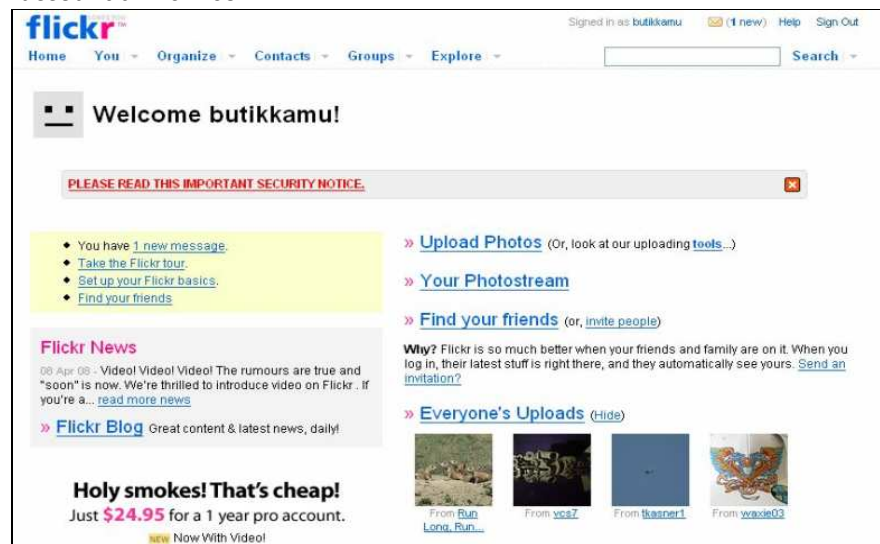 flickr
Signed in as butikkamu (1 new) Help Sign Out
Home You Organize Contacts Groups Explore Search
Welcome butikkamu!
PLEASE READ THIS IMPORTANT SECURITY NOTICE.
You have 1 new message.
Take the Flickr tour.
Set up your Flickr basics.
Find your friends
Flickr News
08 Apr 08 - Video! Video! Video! The rumours are true and
"soon" is now. We're thrilled to introduce video on Flickr . If
you're a... read more news
» Flickr Blog Great content & latest news, daily!
Holy smokes! That's cheap!
Just $24.95 for a 1 year pro account.
NEW Now With Video!
» Upload Photos (Or, look at our uploading tools...)
» Your Photostream
» Find your friends (or, invite people)
Why? Flickr is so much better when your friends and family are on it. When you
log in, their latest stuff is right there, and they automatically see yours. Send an
invitation?
» Everyone's Uploads (Hide)
From Run
Long, Run...
From vcs7
From tkasner1
From waxie03